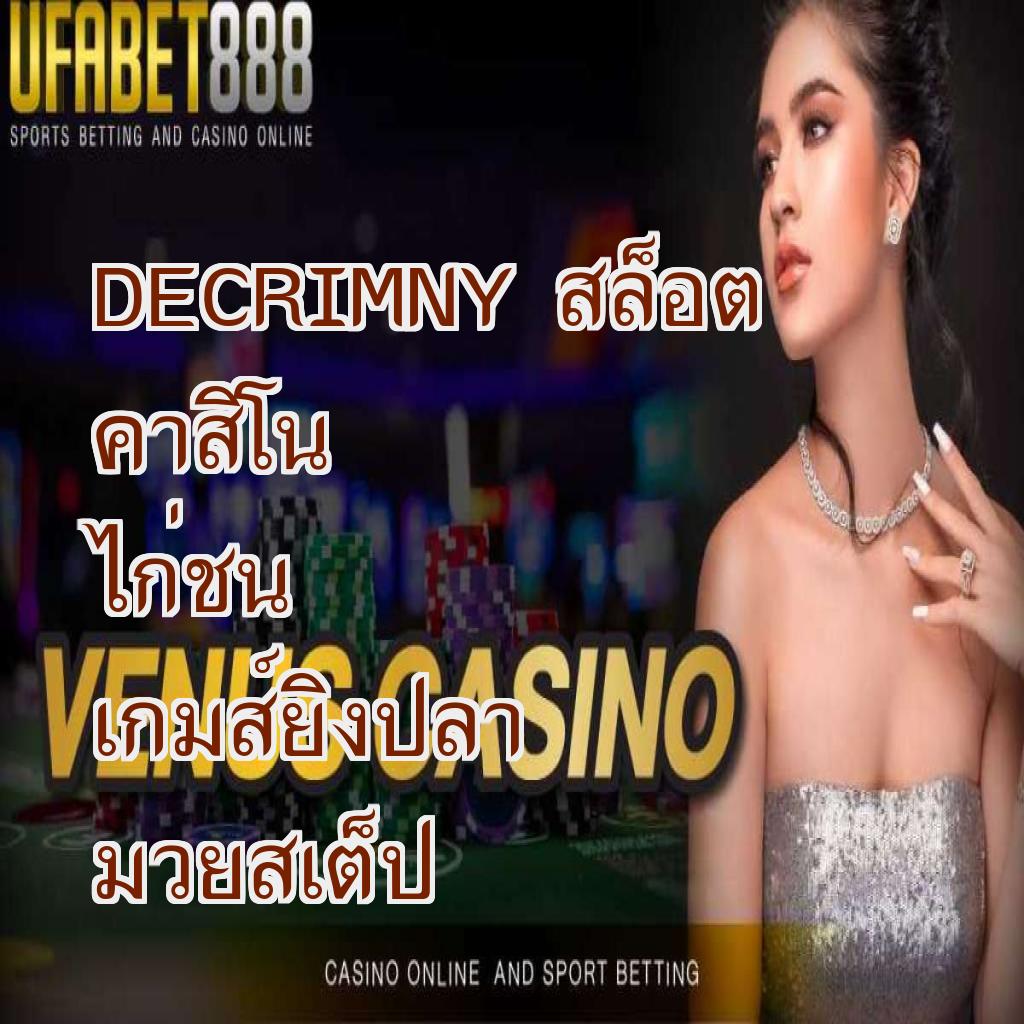 UFABET888
SPORTS BETTING AND CASINO ONLINE
DECRIMNY สล็อต
คาสิโน
ไก่ชน
VENUS CASINO
เกมส์ยิงปลา
มวยสเต็ป
CASINO ONLINE AND SPORT BETTING